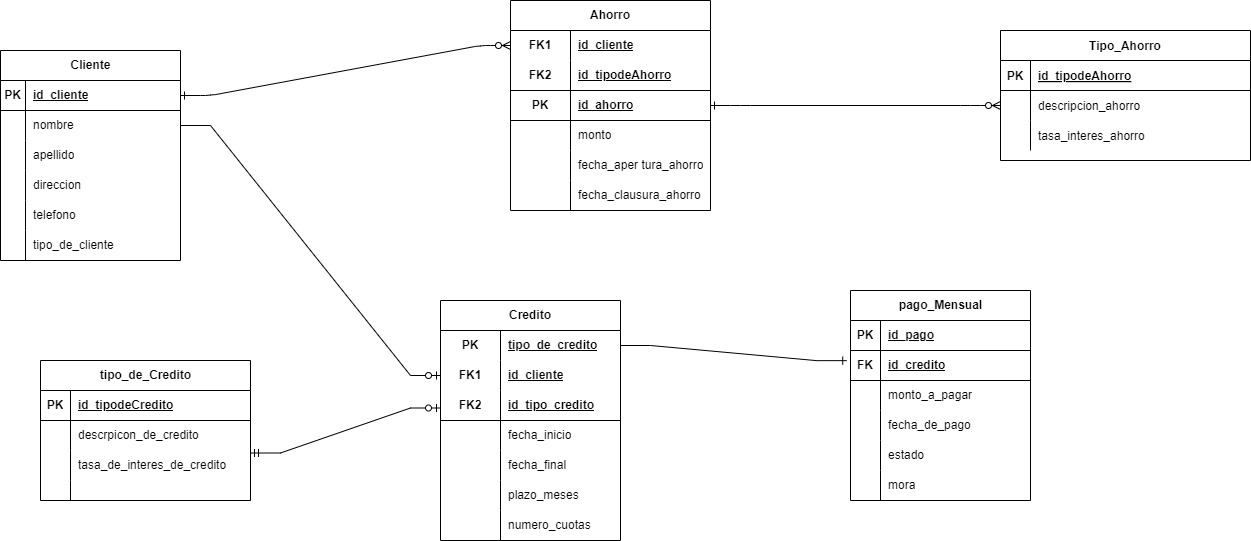 Ahorro
FK1 id_cliente
FK2 id_tipodeAhorro
PK id_ahorro
monto
fecha_aper tura_ahorro
fecha_clausura_ahorro
Tipo_Ahorro
PK id_tipodeAhorro
descripcion_ahorro
tasa_interes_ahorro
Cliente
PK id_cliente
nombre
apellido
direccion
telefono
tipo_de_cliente
Credito
PK tipo_de_credito
FK1 id_cliente
FK2 id_tipo_credito
fecha_inicio
fecha_final
plazo_meses
numero_cuotas
pago_Mensual
PK id_pago
FK id_credito
monto_a_pagar
fecha_de_pago
estado
mora
tipo_de_Credito
PK id_tipodeCredito
descrpicon_de_credito
tasa_de_interes_de_credito